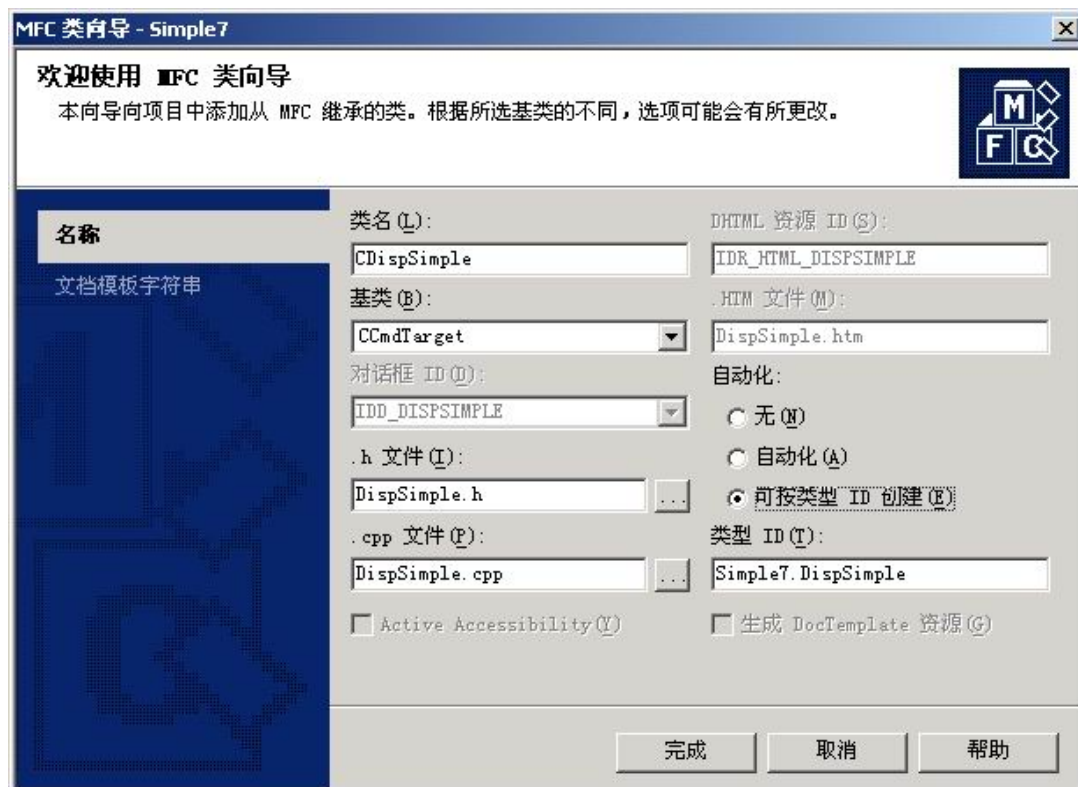 MFC 类向导 - Simple7
欢迎使用 MFC 类向导
本向导向项目中添加从 MFC 继承的类。根据所选基类的不同，选项可能会有所更改。
M
F C
名称
文档模板字符串
类名(L):
CDispSimple
基类(B):
CCmdTarget
对话框 ID(D):
IDD_DISPSIMPLE
.h 文件(I):
DispSimple.h
...
.cpp 文件(P):
DispSimple.cpp
...
Active Accessibility(Y)
DHTML 资源 ID(S):
IDR_HTML_DISPSIMPLE
.HTM 文件(M):
DispSimple.htm
自动化:
无(N)
自动化(A)
可按类型 ID 创建(E)
类型 ID(T):
Simple7.DispSimple
生成 DocTemplate 资源(G)
完成
取消
帮助